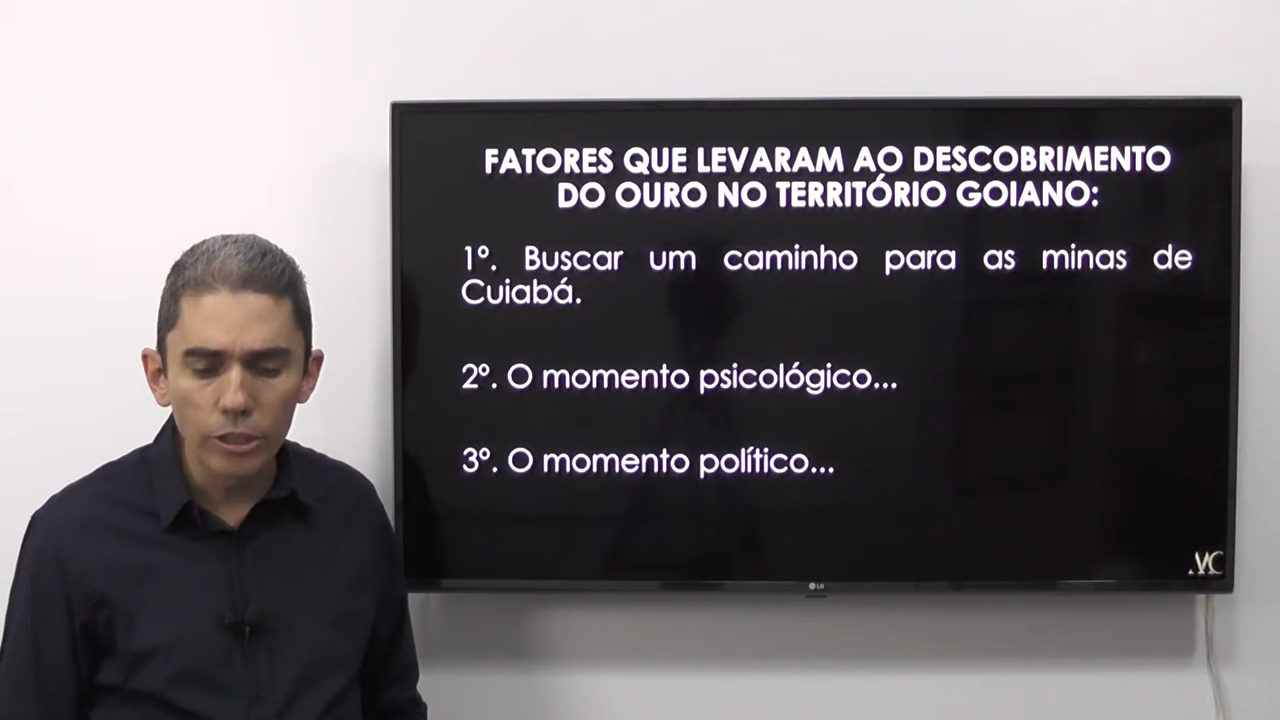 FATORES QUE LEVARAM AO DESCOBRIMENTO
DO OURO NO TERRITÓRIO GOIANO:
1º. Buscar um caminho para as minas de
Cuiabá.
2º. O momento psicológico...
3º. O momento político...
LG